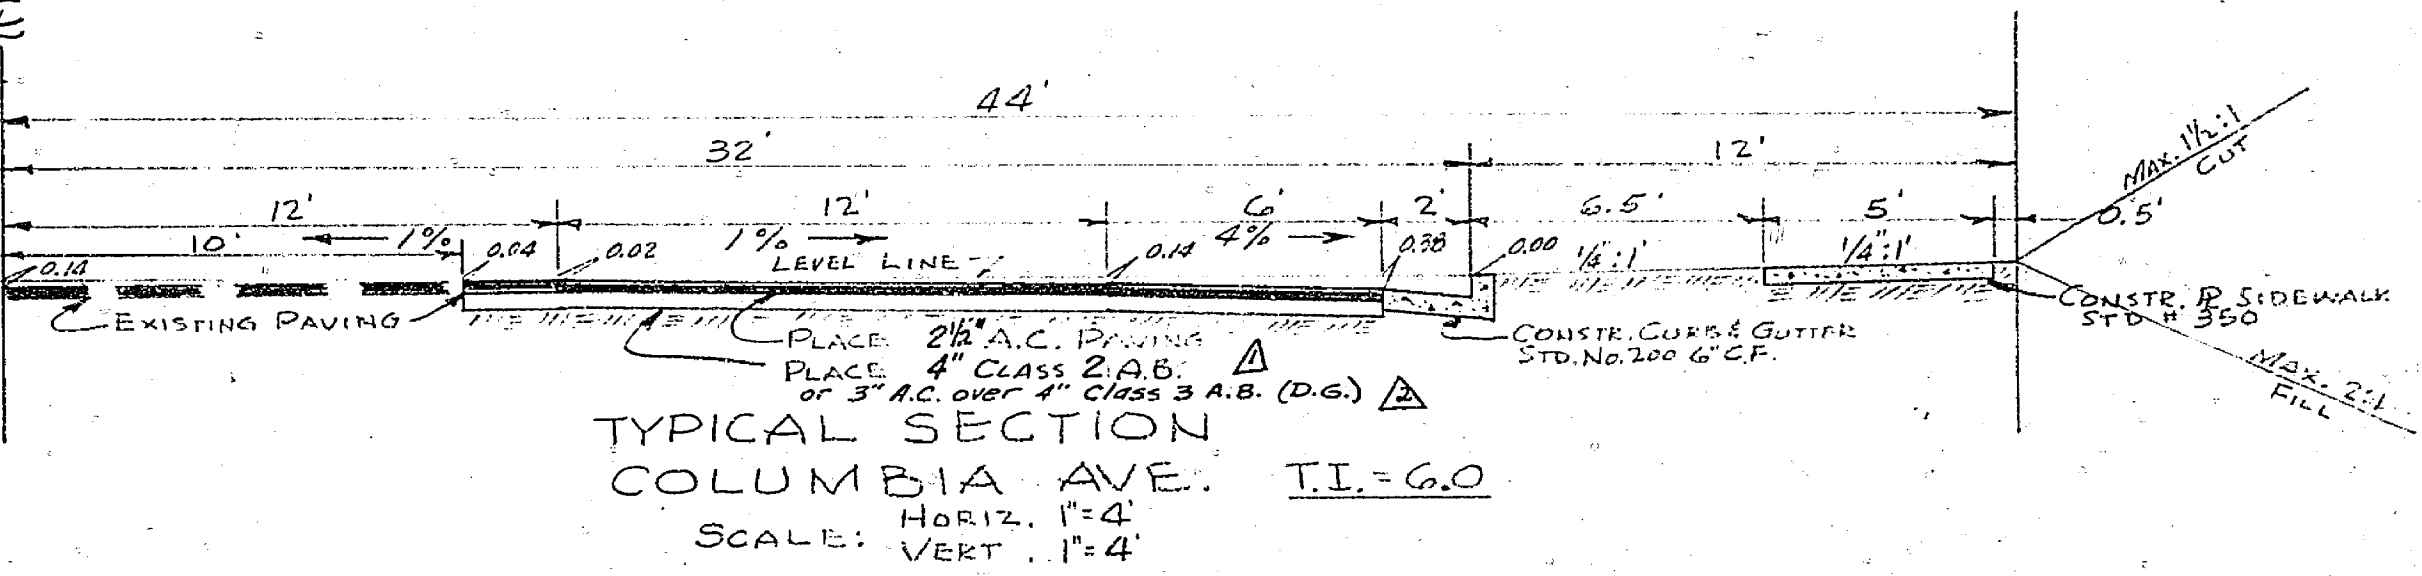 ℄
44'
32'
12'
12'
12'
6'
2'
6.5'
5'
0.5'
10'
1%
1%
4%
0.14
0.04
0.02
LEVEL LINE
0.14
0.38
0.00
1/4":1'
1/4":1'
MAX. 1½:1
CUT
EXISTING PAVING
PLACE 2½" A.C. PAVING
PLACE 4" CLASS 2 A.B. 1
or 3" A.C. over 4" Class 3 A.B. (D.G.) 2
CONSTR. CURB & GUTTER
STD. No. 200 6" C.F.
CONSTR. PL SIDEWALK
STD # 350
MAX. 2:1
FILL
TYPICAL SECTION
COLUMBIA AVE. T.I. = 6.0
SCALE: HORIZ. 1"=4'
VERT. 1"=4'